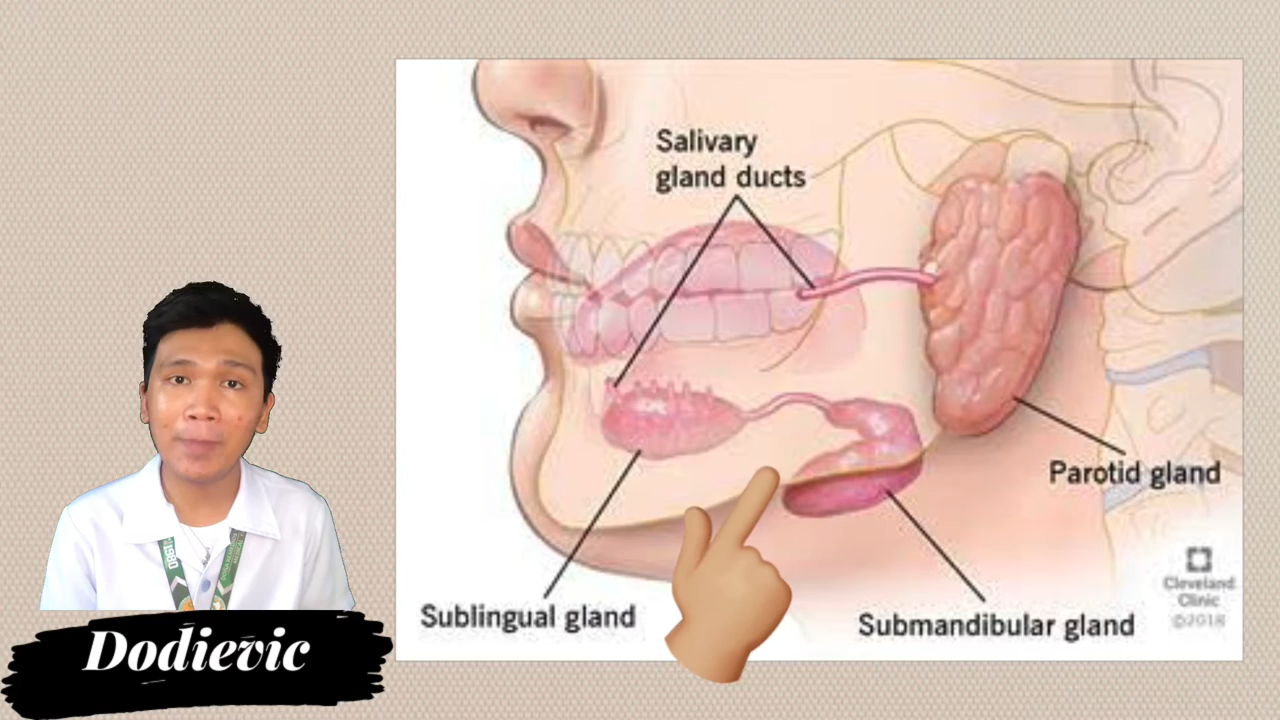 Salivary
gland ducts
Parotid gland
Sublingual gland
Submandibular gland
Cleveland
Clinic
©2018
Dodievic